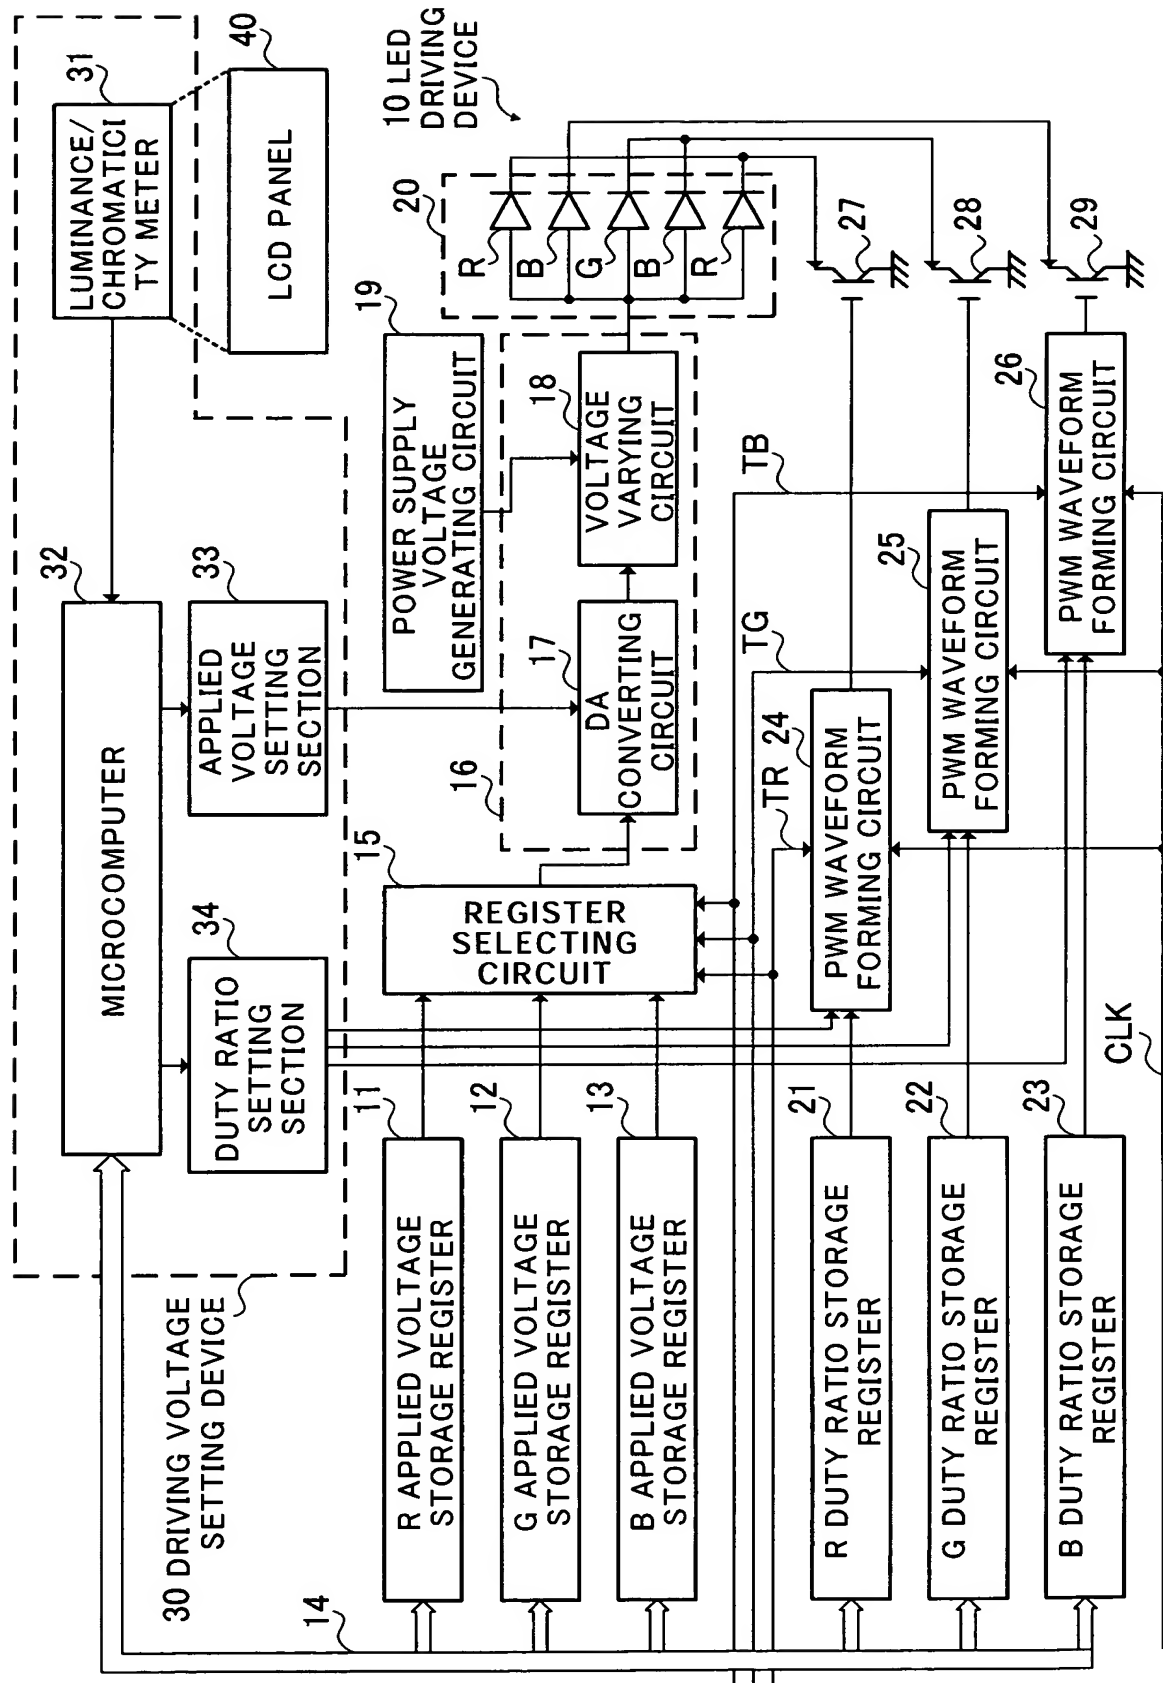 30 DRIVING VOLTAGE
SETTING DEVICE
MICROCOMPUTER
32
LUMINANCE/
CHROMATICI
TY METER
31
LCD PANEL
40
DUTY RATIO
SETTING
SECTION
34
APPLIED
VOLTAGE
SETTING
SECTION
33
10 LED
DRIVING
DEVICE
14
R APPLIED VOLTAGE
STORAGE REGISTER
11
G APPLIED VOLTAGE
STORAGE REGISTER
12
B APPLIED VOLTAGE
STORAGE REGISTER
13
REGISTER
SELECTING
CIRCUIT
15
16
DA
CONVERTING
CIRCUIT
17
VOLTAGE
VARYING
CIRCUIT
18
POWER SUPPLY
VOLTAGE
GENERATING CIRCUIT
19
20
R
B
G
B
R
R DUTY RATIO STORAGE
REGISTER
21
G DUTY RATIO STORAGE
REGISTER
22
B DUTY RATIO STORAGE
REGISTER
23
TR
TG
TB
PWM WAVEFORM
FORMING CIRCUIT
24
PWM WAVEFORM
FORMING CIRCUIT
25
PWM WAVEFORM
FORMING CIRCUIT
26
27
28
29
CLK